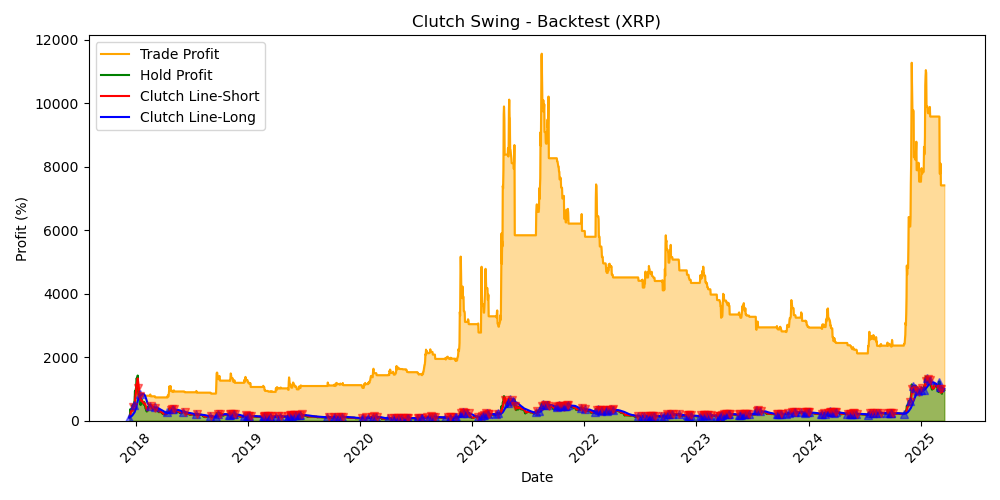 Clutch Swing - Backtest (XRP)
Trade Profit
Hold Profit
Clutch Line-Short
Clutch Line-Long
Profit (%)
12000
10000
8000
6000
4000
2000
0
2018
2019
2020
2021
2022
2023
2024
2025
Date